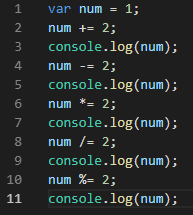 1 var num = 1;
2 num += 2;
3 console.log(num);
4 num -= 2;
5 console.log(num);
6 num *= 2;
7 console.log(num);
8 num /= 2;
9 console.log(num);
10 num %= 2;
11 console.log(num);